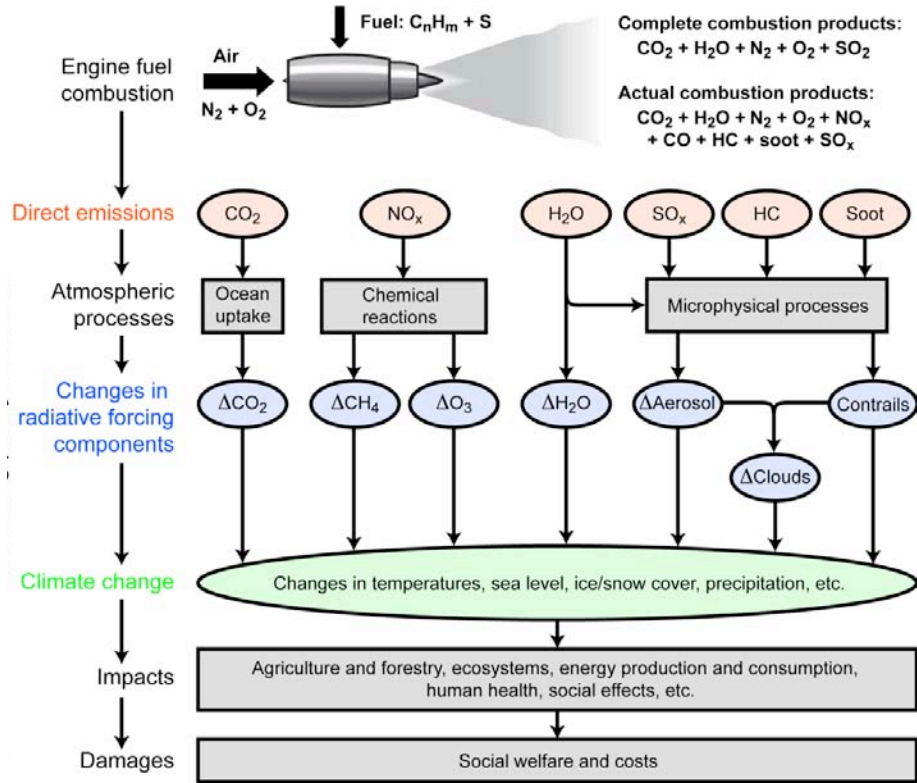 Fuel: CₙHₘ + S
Air
N₂ + O₂
Complete combustion products:
CO₂ + H₂O + N₂ + O₂ + SO₂
Actual combustion products:
CO₂ + H₂O + N₂ + O₂ + NOₓ
+ CO + HC + soot + SOₓ
Engine fuel
combustion
Direct emissions
CO₂
NOₓ
H₂O
SOₓ
HC
Soot
Atmospheric
processes
Ocean
uptake
Chemical
reactions
Microphysical processes
Changes in
radiative forcing
components
ΔCO₂
ΔCH₄
ΔO₃
ΔH₂O
ΔAerosol
Contrails
ΔClouds
Climate change
Changes in temperatures, sea level, ice/snow cover, precipitation, etc.
Impacts
Agriculture and forestry, ecosystems, energy production and consumption,
human health, social effects, etc.
Damages
Social welfare and costs